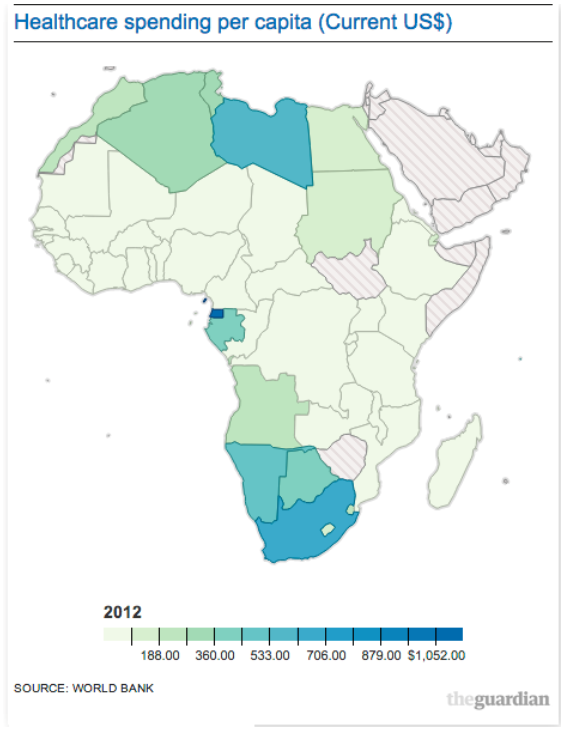 Healthcare spending per capita (Current US$)
2012
188.00 360.00 533.00 706.00 879.00 $1,052.00
SOURCE: WORLD BANK
theguardian